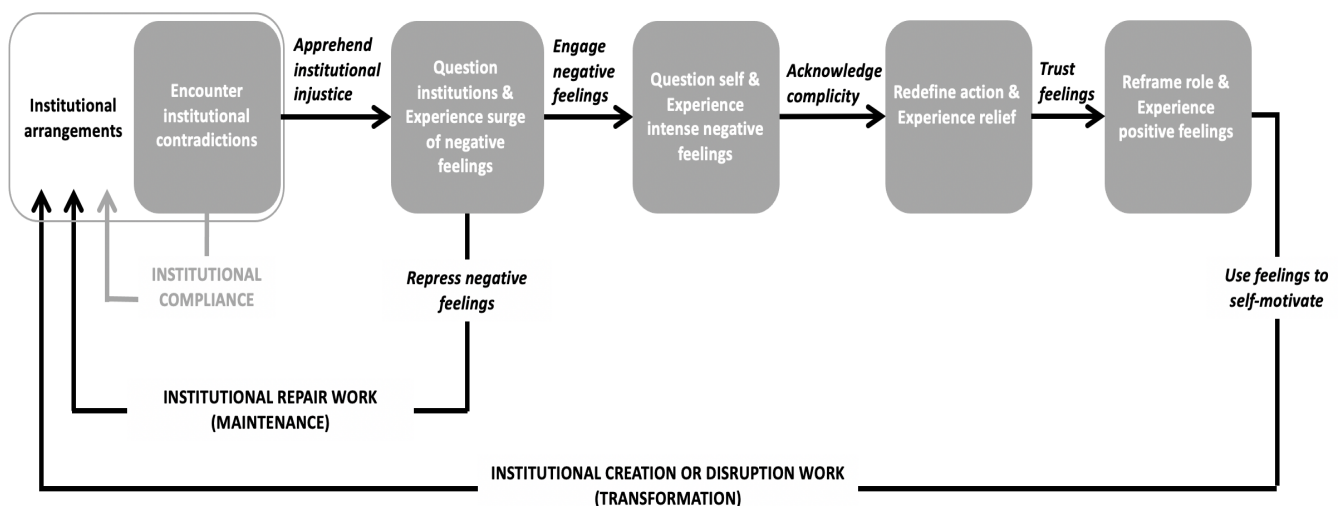 Institutional
arrangements
Encounter
institutional
contradictions
Apprehend
institutional
injustice
Question
institutions &
Experience surge
of negative
feelings
Engage
negative
feelings
Question self &
Experience
intense negative
feelings
Acknowledge
complicity
Redefine action &
Experience relief
Trust
feelings
Reframe role &
Experience
positive feelings
INSTITUTIONAL
COMPLIANCE
Repress negative
feelings
Use feelings to
self-motivate
INSTITUTIONAL REPAIR WORK
(MAINTENANCE)
INSTITUTIONAL CREATION OR DISRUPTION WORK
(TRANSFORMATION)